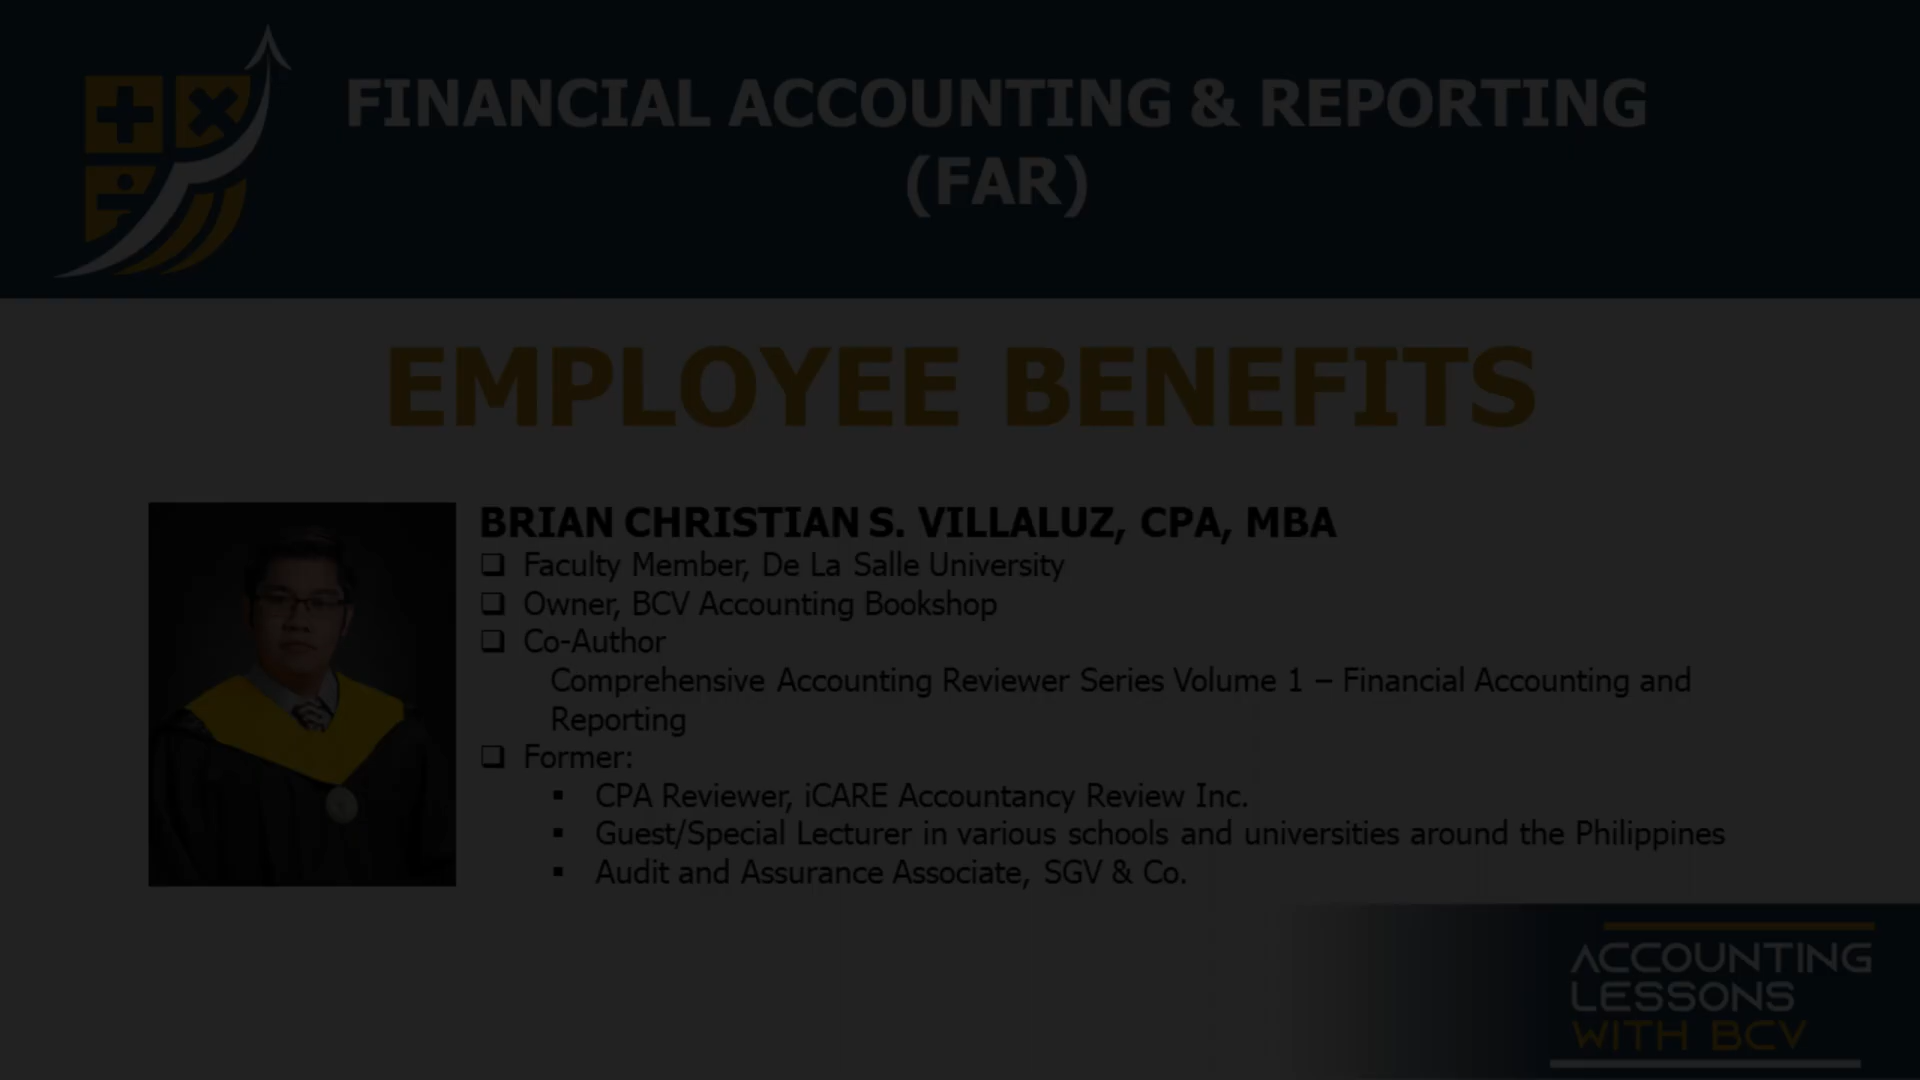 FINANCIAL ACCOUNTING & REPORTING
(FAR)
EMPLOYEE BENEFITS
BRIAN CHRISTIAN S. VILLALUZ, CPA, MBA
❑ Faculty Member, De La Salle University
❑ Owner, BCV Accounting Bookshop
❑ Co-Author
Comprehensive Accounting Reviewer Series Volume 1 – Financial Accounting and
Reporting
❑ Former:
▪ CPA Reviewer, iCARE Accountancy Review Inc.
▪ Guest/Special Lecturer in various schools and universities around the Philippines
▪ Audit and Assurance Associate, SGV & Co.
ACCOUNTING
LESSONS
WITH BCV